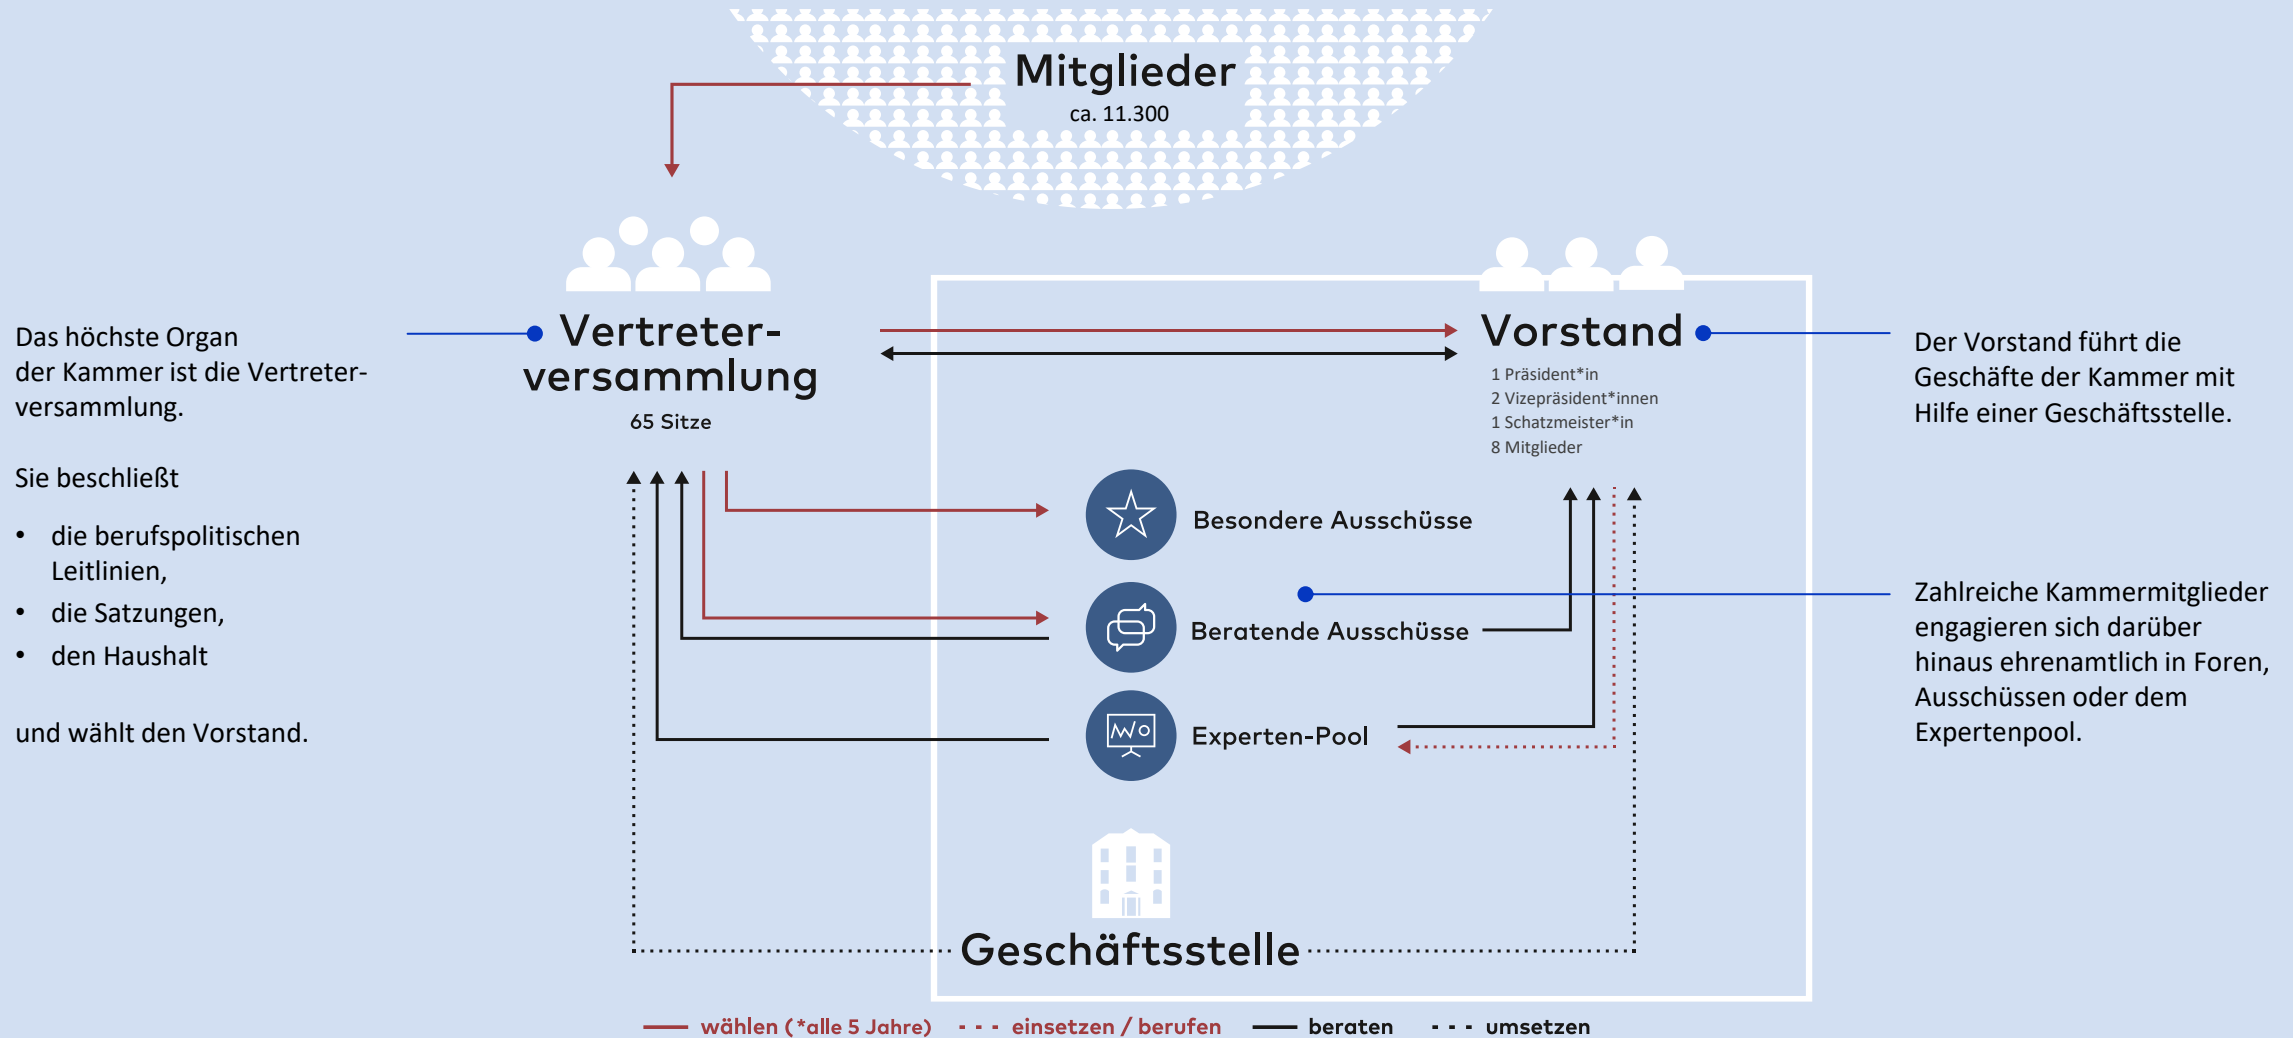 Mitglieder
ca. 11.300
Das höchste Organ
der Kammer ist die Vertreter-
versammlung.
Sie beschließt
• die berufspolitischen
Leitlinien,
• die Satzungen,
• den Haushalt
und wählt den Vorstand.
Vertreter-
versammlung
65 Sitze
Vorstand
1 Präsident*in
2 Vizepräsident*innen
1 Schatzmeister*in
8 Mitglieder
Der Vorstand führt die
Geschäfte der Kammer mit
Hilfe einer Geschäftsstelle.
Besondere Ausschüsse
Beratende Ausschüsse
Experten-Pool
Zahlreiche Kammermitglieder
engagieren sich darüber
hinaus ehrenamtlich in Foren,
Ausschüssen oder dem
Expertenpool.
Geschäftsstelle
wählen (*alle 5 Jahre) einsetzen / berufen beraten umsetzen